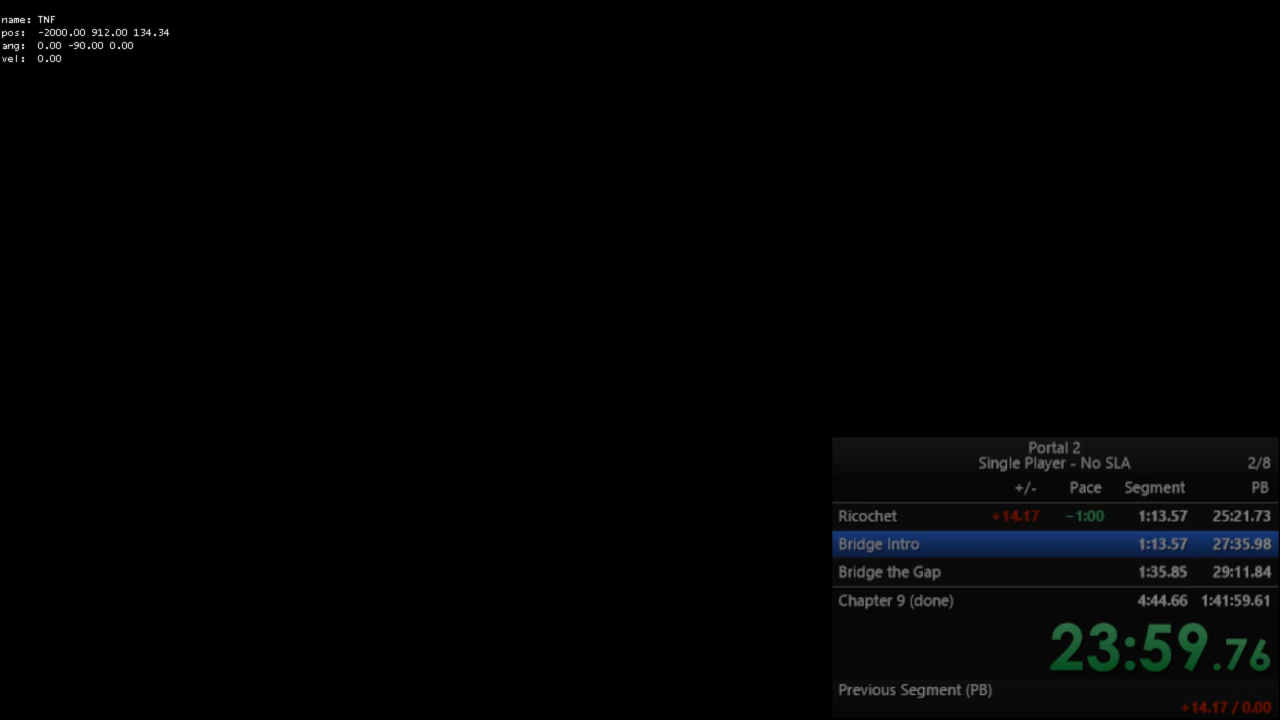 name: TNF
pos: -2000.00 912.00 134.34
ang: 0.00 -90.00 0.00
vel: 0.00
Portal 2
Single Player - No SLA 2/8
+/- Pace Segment PB
Ricochet +14.17 −1:00 1:13.57 25:21.73
Bridge Intro 1:13.57 27:35.98
Bridge the Gap 1:35.85 29:11.84
Chapter 9 (done) 4:44.66 1:41:59.61
23:59.76
Previous Segment (PB)
+14.17 / 0.00